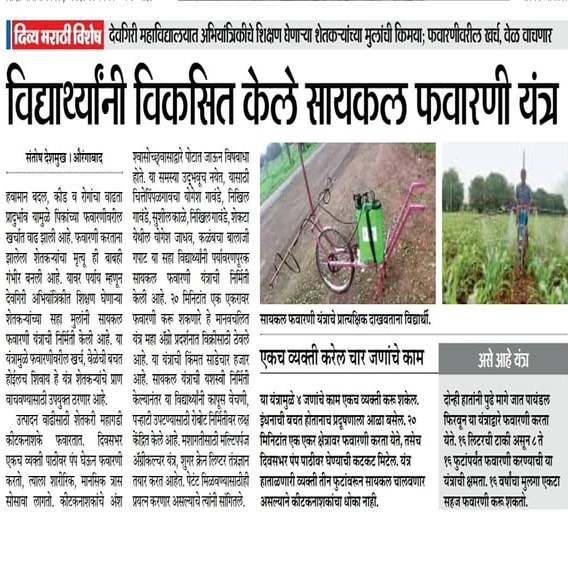 दिव्य मराठी विशेष देवगिरी महाविद्यालयात अभियांत्रिकीचे शिक्षण घेणाऱ्या शेतकऱ्यांच्या मुलांची किमया; फवारणीवरील खर्च, वेळ वाचणार
विद्यार्थ्यांनी विकसित केले सायकल फवारणी यंत्र
संतोष देशमुख । औरंगाबाद
हवामान बदल, कीड व रोगांचा वाढता
प्रादुर्भाव यामुळे पिकांच्या फवारणीवरील
खर्चात वाढ झाली आहे. फवारणी करताना
झालेला शेतकऱ्यांचा मृत्यू ही बाबही
गंभीर बनली आहे. यावर पर्याय म्हणून
देवगिरी अभियांत्रिकीत शिक्षण घेणाऱ्या
शेतकऱ्यांच्या सहा मुलांनी सायकल
फवारणी यंत्राची निर्मिती केली आहे. या
यंत्रामुळे फवारणीवरील खर्च, वेळेची बचत
होईलच शिवाय हे यंत्र शेतकऱ्यांचे प्राण
वाचवण्यासाठी उपयुक्त ठरणार आहे.
उत्पादन वाढीसाठी शेतकरी महागडी
कीटकनाशके फवारतात. दिवसभर
एकच व्यक्ती पाठीवर पंप घेऊन फवारणी
करतो, त्याला शारीरिक, मानसिक त्रास
सोसावा लागतो. कीटकनाशकांचे अंश
श्वासोच्छ्वासाद्वारे पोटात जाऊन विषबाधा
होते. या समस्या उद्भवूच नयेत, यासाठी
चित्तेपिंपळगावचा योगेश गावंडे, निखिल
गावंडे, सुशील काळे, निखिल गावंडे, शेकटा
येथील योगेश जाधव, कळंबचा बालाजी
गपाट या सहा विद्यार्थ्यांनी पर्यावरणपूरक
सायकल फवारणी यंत्राची निर्मिती
केली आहे. २० मिनिटांत एक एकरावर
फवारणी करू शकणारे हे मानवचलित
यंत्र महा अ‍ॅग्रो प्रदर्शनात विक्रीसाठी ठेवले
आहे. या यंत्राची किंमत साडेचार हजार
आहे. सायकल यंत्राची यशस्वी निर्मिती
केल्यानंतर या विद्यार्थ्यांनी कापूस वेचणी,
पऱ्हाटी उपटण्यासाठी रोबोट निर्मितीवर लक्ष
केंद्रित केले आहे. मशागतीसाठी मल्टिपर्पज
अ‍ॅग्रीकल्चर यंत्र, शुगर क्रेन लिफ्टर तंत्रज्ञान
तयार करत आहेत. पेटंट मिळवण्यासाठीही
प्रयत्न करणार असल्याचे त्यांनी सांगितले.
सायकल फवारणी यंत्राचे प्रात्यक्षिक दाखवताना विद्यार्थी.
एकच व्यक्ती करेल चार जणांचे काम
या यंत्रामुळे ४ जणांचे काम एकच व्यक्ती करू शकेल.
इंधनाची बचत होतानाच प्रदूषणाला आळा बसेल. २०
मिनिटांत एक एकर क्षेत्रावर फवारणी करता येते, तसेच
दिवसभर पंप पाठीवर घेण्याची कटकट मिटेल. यंत्र
हाताळणारी व्यक्ती तीन फुटांवरून सायकल चालवणार
असल्याने कीटकनाशकांचा धोका नाही.
असे आहे यंत्र
दोन्ही हातांनी पुढे मागे जात पायंडल
फिरवून या यंत्राद्वारे फवारणी करता
येते. १६ लिटरची टाकी असून ८ ते
१६ फुटांपर्यंत फवारणी करण्याची या
यंत्राची क्षमता. १६ वर्षांचा मुलगा एकटा
सहज फवारणी करू शकतो.